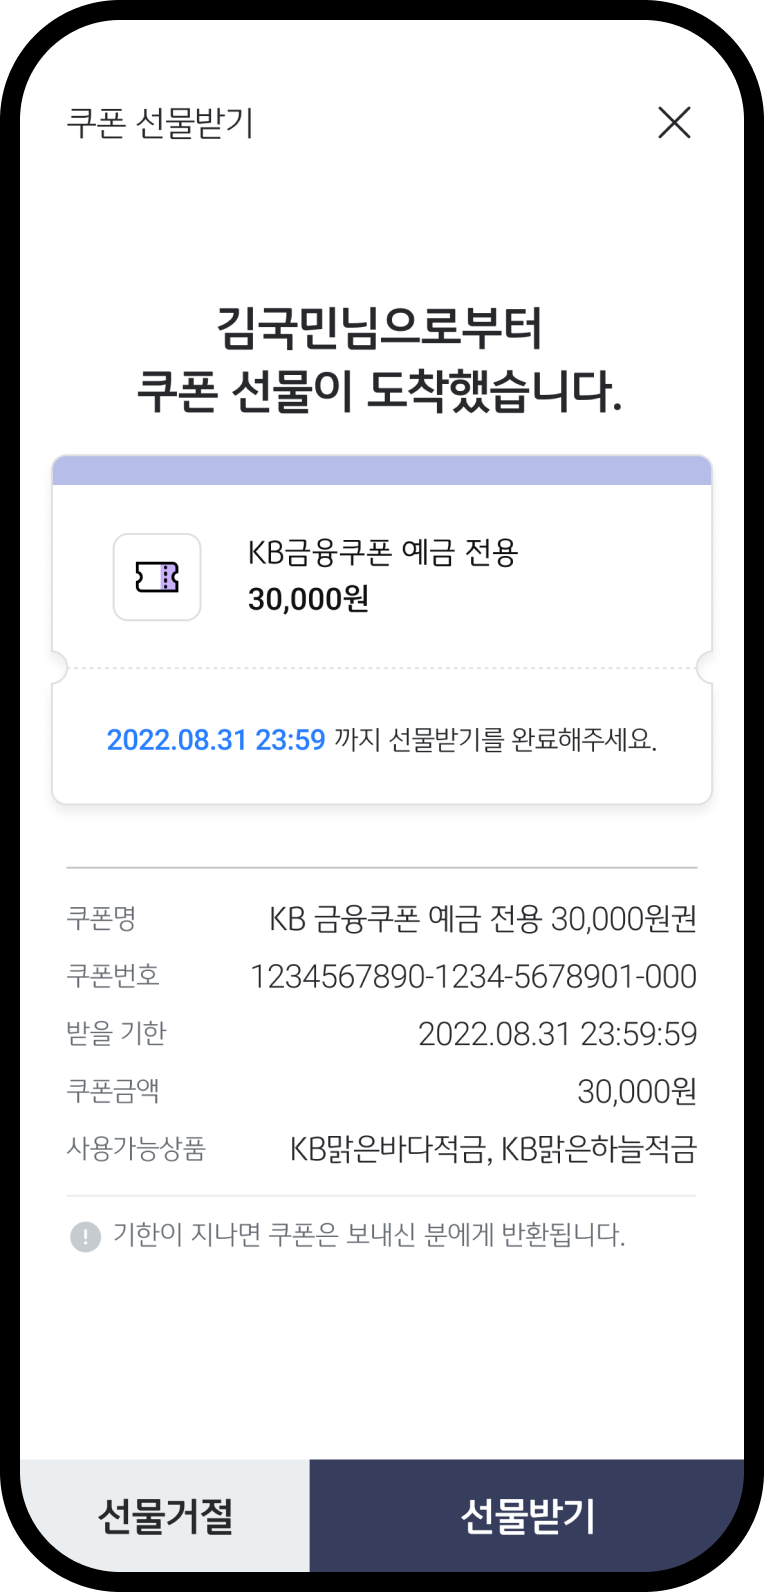 쿠폰 선물받기
김국민님으로부터
쿠폰 선물이 도착했습니다.
KB금융쿠폰 예금 전용
30,000원
2022.08.31 23:59 까지 선물받기를 완료해주세요.
쿠폰명 KB 금융쿠폰 예금 전용 30,000원권
쿠폰번호 1234567890-1234-5678901-000
받을 기한 2022.08.31 23:59:59
쿠폰금액 30,000원
사용가능상품 KB맑은바다적금, KB맑은하늘적금
기한이 지나면 쿠폰은 보내신 분에게 반환됩니다.
선물거절 선물받기